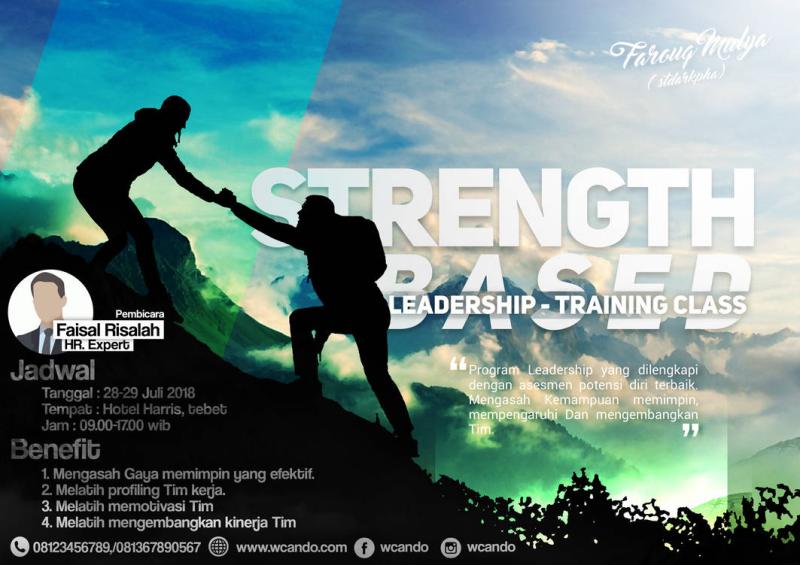 Farouq Mulya
(stdarkpha)
STRENGTH
BASED
LEADERSHIP - TRAINING CLASS
Pembicara
Faisal Risalah
HR. Expert
“Program Leadership yang dilengkapi
dengan asesmen potensi diri terbaik.
Mengasah Kemampuan memimpin,
mempengaruhi Dan mengembangkan
Tim.”
Jadwal
Tanggal : 28-29 Juli 2018
Tempat : Hotel Harris, tebet
Jam : 09.00-17.00 wib
Benefit
1. Mengasah Gaya memimpin yang efektif.
2. Melatih profiling Tim kerja.
3. Melatih memotivasi Tim
4. Melatih mengembangkan kinerja Tim
08123456789,/081367890567 www.wcando.com wcando wcando